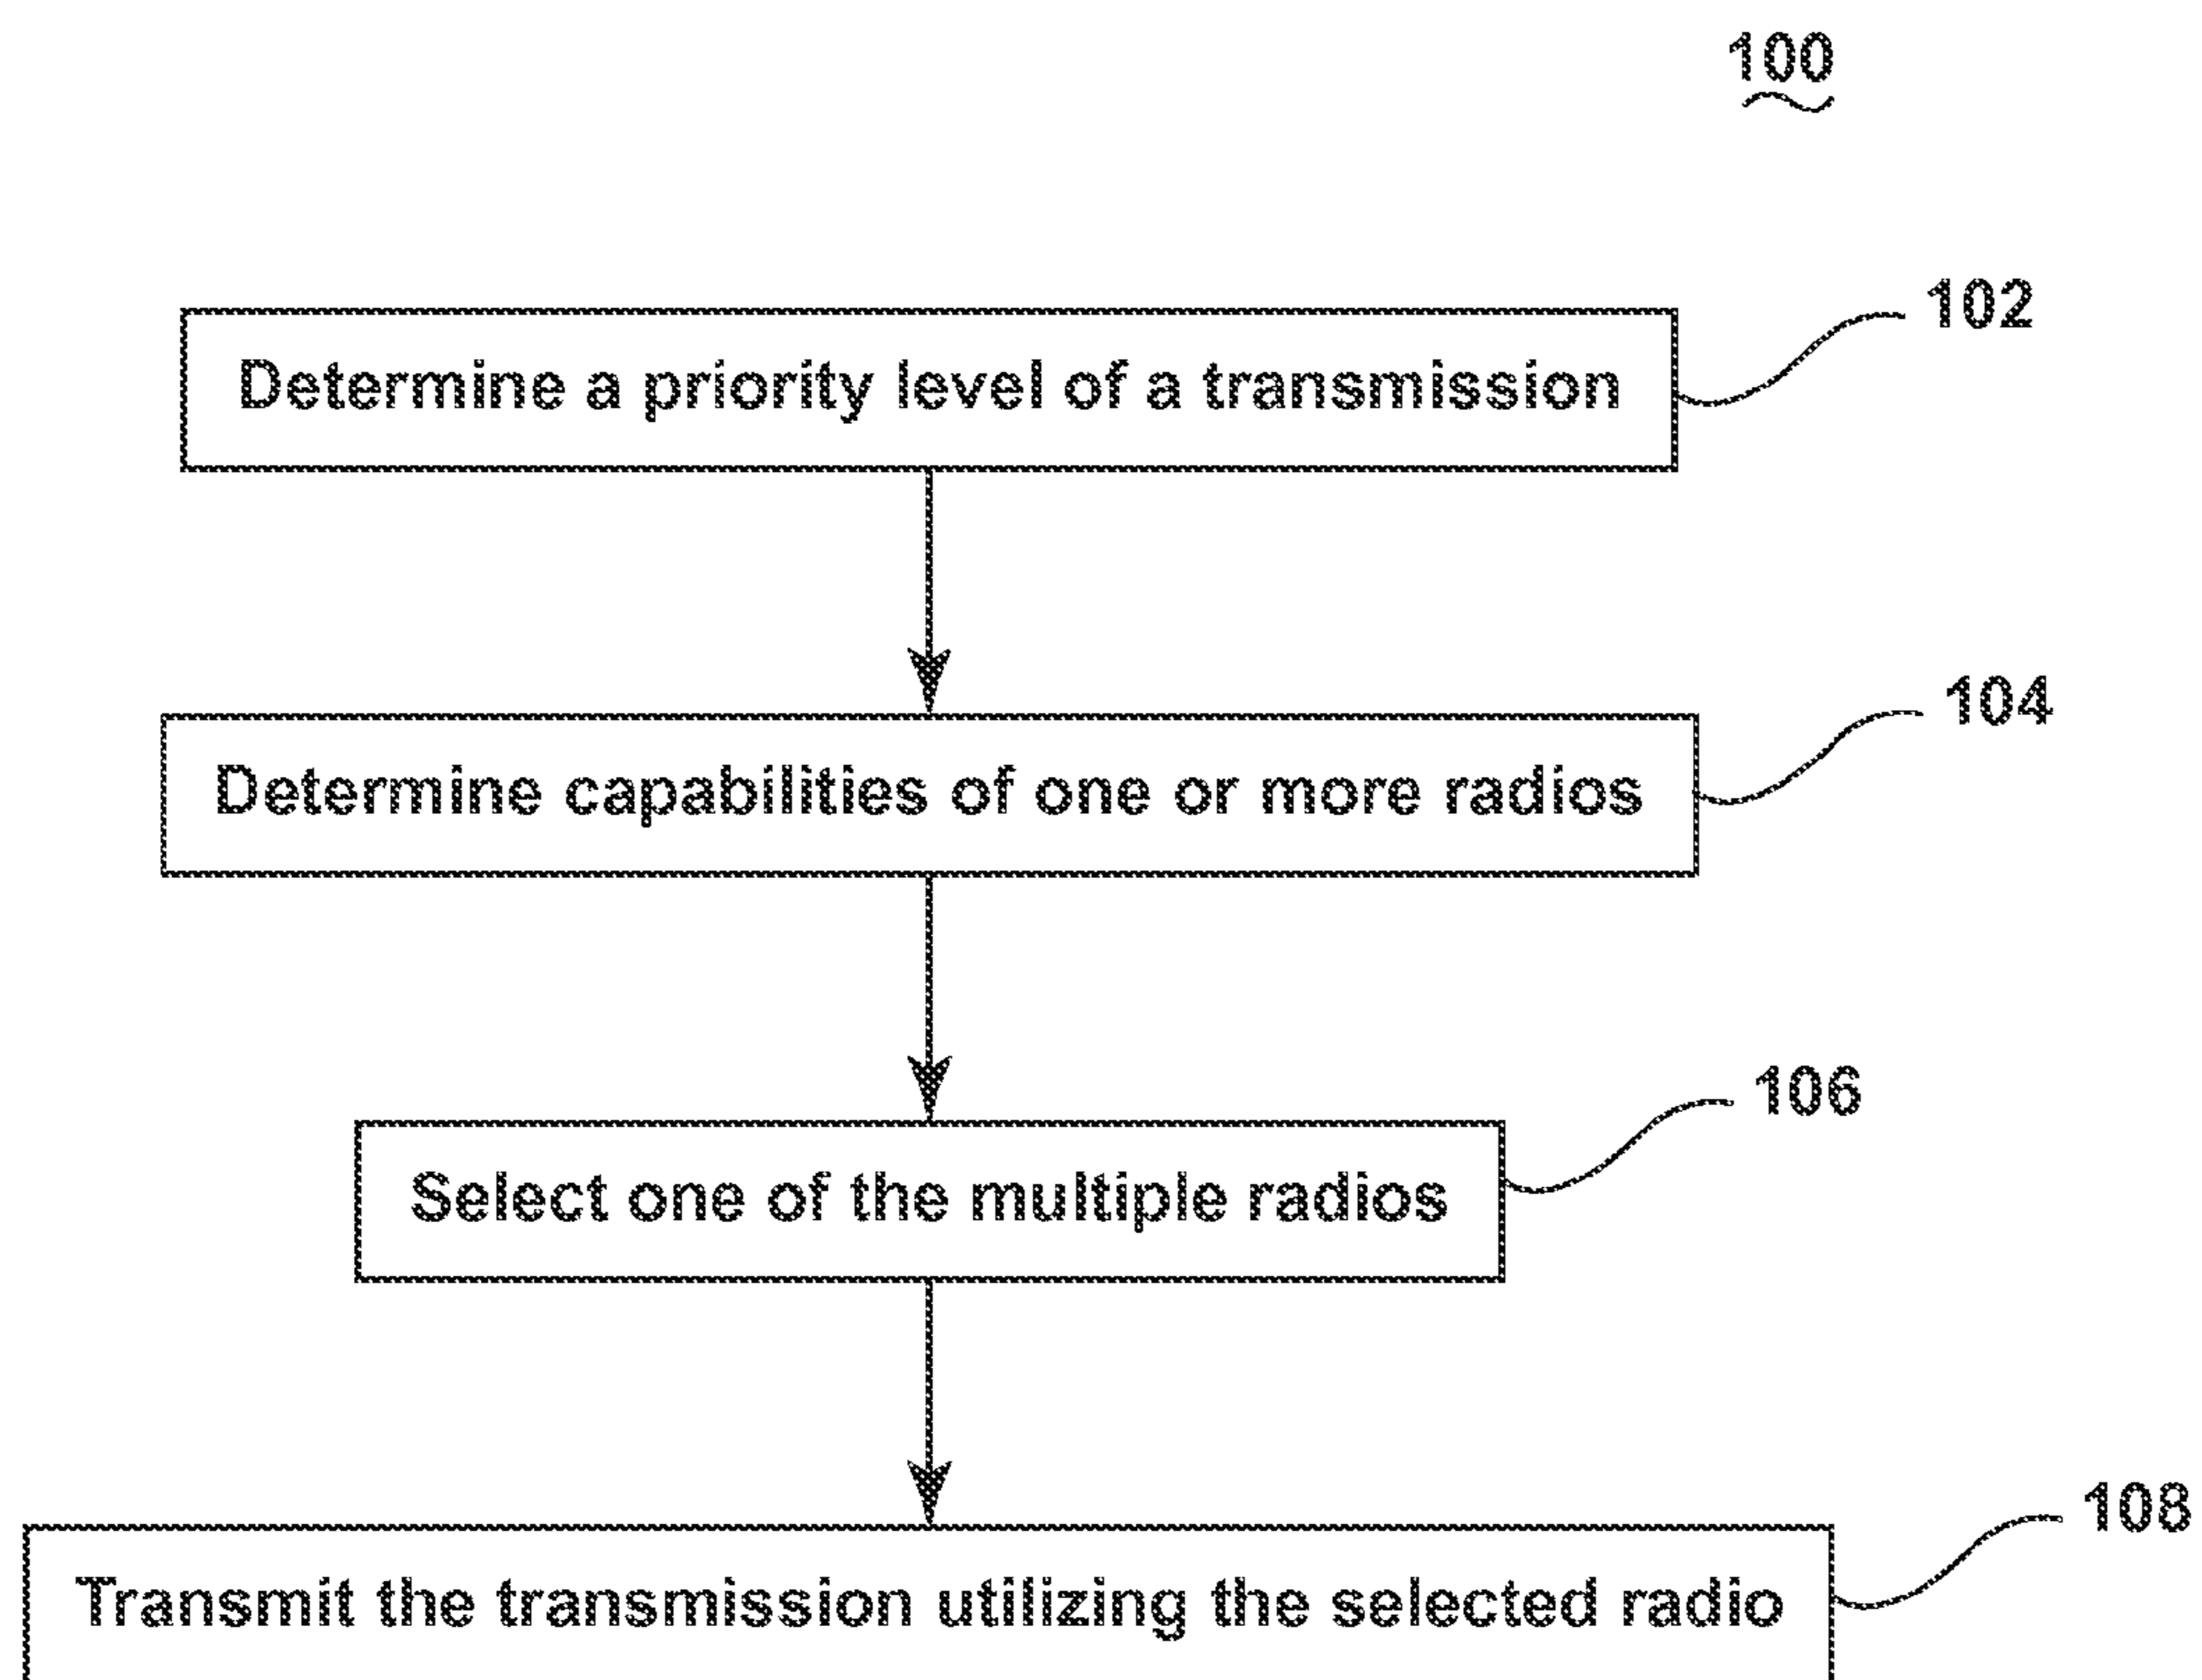 100
Determine a priority level of a transmission
102
Determine capabilities of one or more radios
104
Select one of the multiple radios
106
Transmit the transmission utilizing the selected radio
108